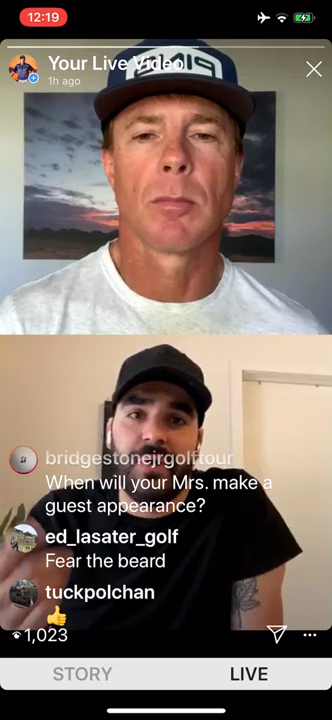 12:19
Your Live Video
1h ago
PING
bridgestonejrgolftour
When will your Mrs. make a
guest appearance?
ed_lasater_golf
Fear the beard
tuckpolchan
👍
1,023
STORY
LIVE